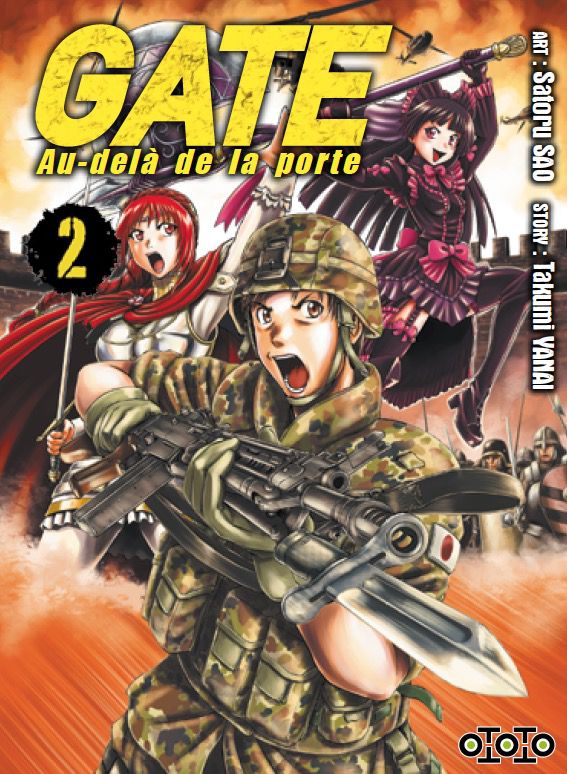 GATE
Au-delà de la porte
2
ART : Satoru SAO
STORY : Takumi YANAI
OTOTO